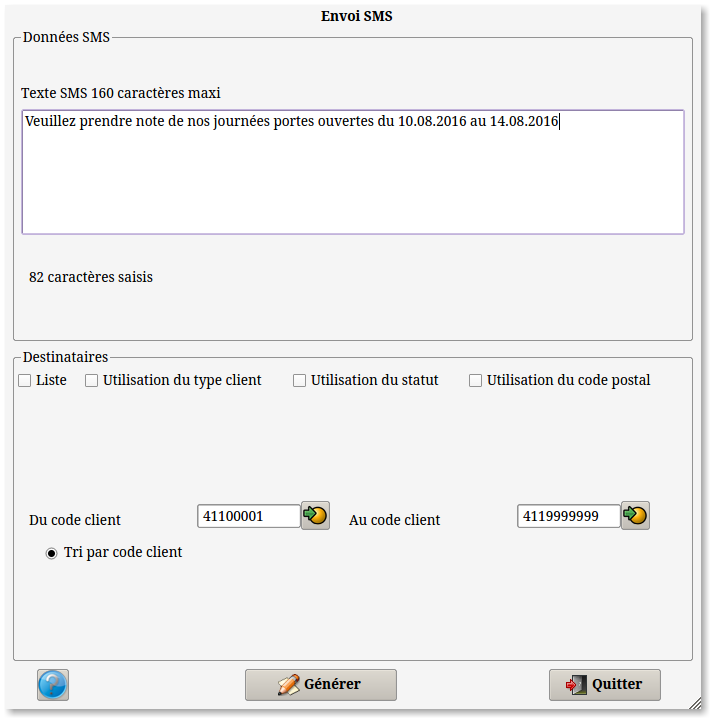 Envoi SMS
Données SMS
Texte SMS 160 caractères maxi
Veuillez prendre note de nos journées portes ouvertes du 10.08.2016 au 14.08.2016
82 caractères saisis
Destinataires
Liste Utilisation du type client Utilisation du statut Utilisation du code postal
Du code client 41100001 Au code client 4119999999
Tri par code client
? Générer Quitter